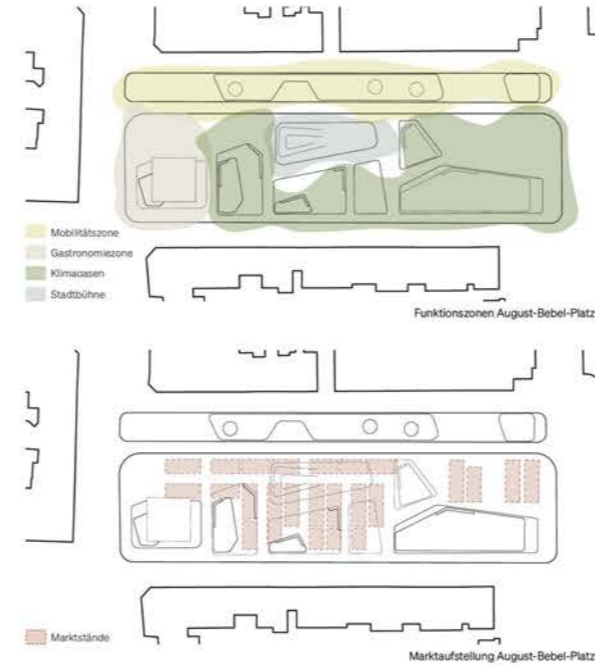 Mobilitätszone
Gastronomiezone
Klimaoasen
Stadtbühne
Funktionszonen August-Bebel-Platz
Marktstände
Marktaufstellung August-Bebel-Platz